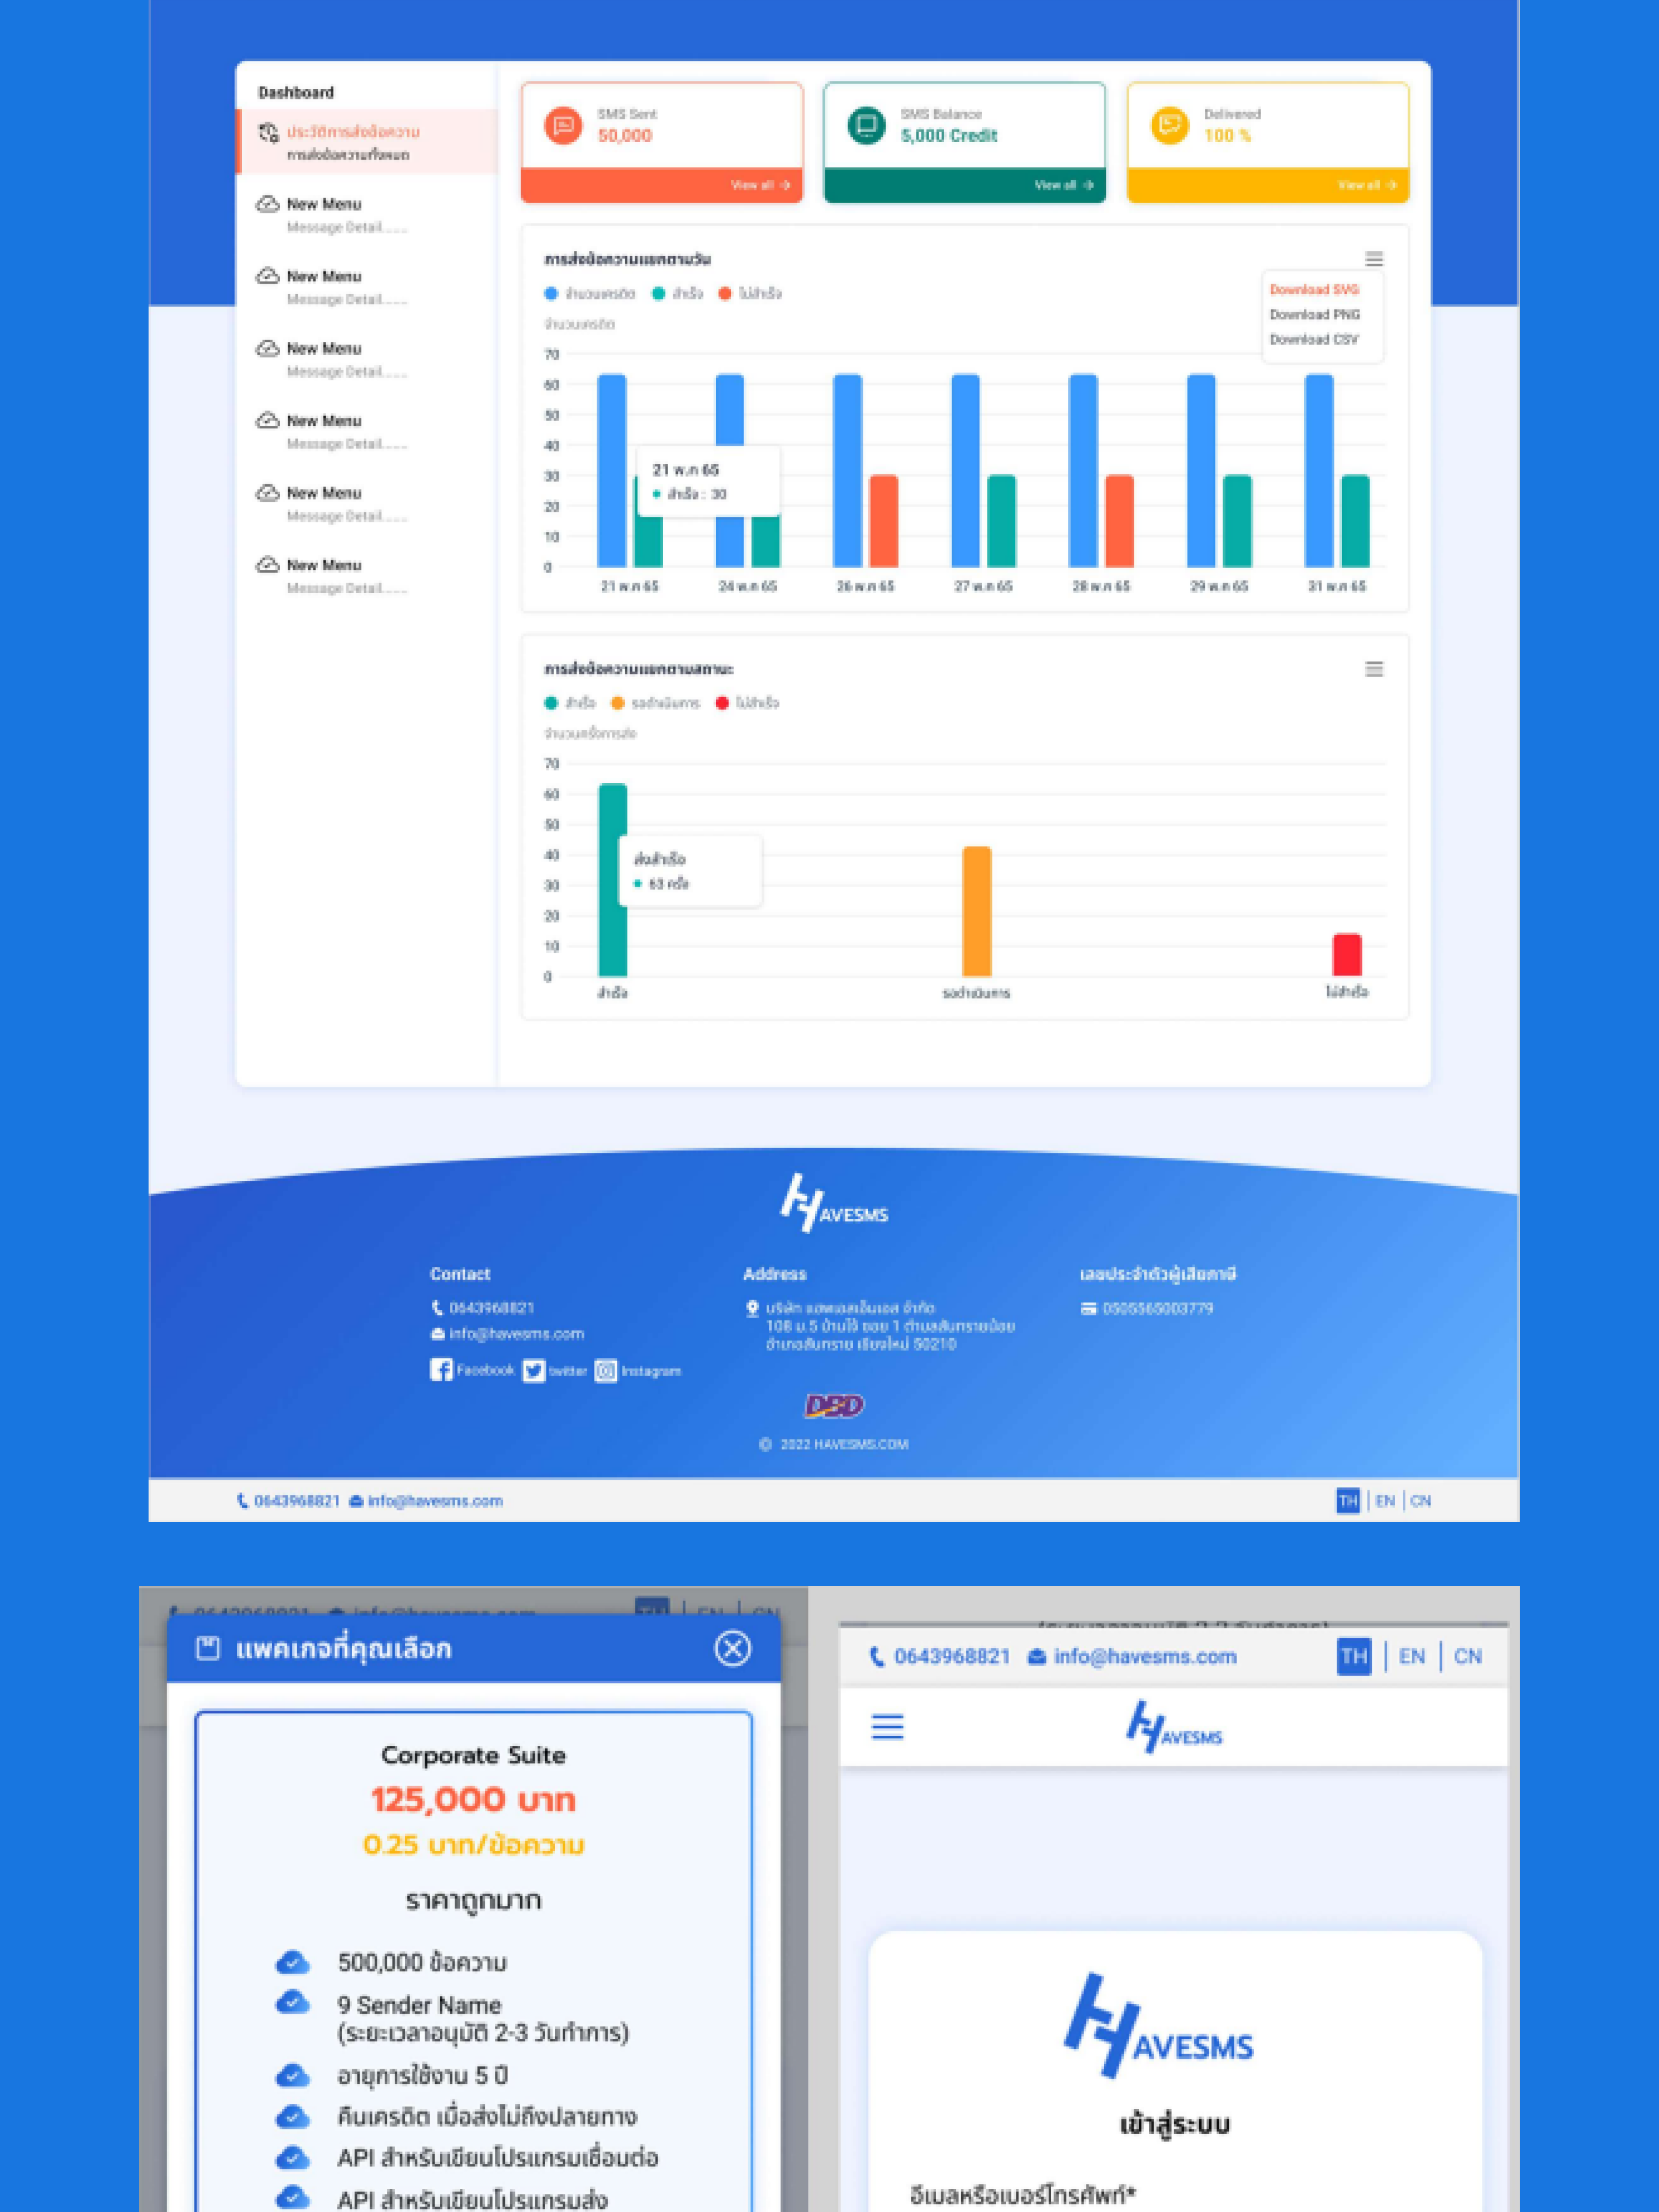 Dashboard
ประวัติการส่งข้อความ
การส่งข้อความทั้งหมด
New Menu
Message Detail.......
New Menu
Message Detail.......
New Menu
Message Detail.......
New Menu
Message Detail.......
New Menu
Message Detail.......
New Menu
Message Detail.......
SMS Sent
50,000
View all
SMS Balance
5,000 Credit
View all
Delivered
100 %
View all
การส่งข้อความแยกตามวัน
จำนวนเครดิต สำเร็จ ไม่สำเร็จ
จำนวนเครดิต
Download SVG
Download PNG
Download CSV
70
60
50
40
30
20
10
0
21 พ.ค 65
สำเร็จ : 30
21 พ.ค 65 24 พ.ค 65 26 พ.ค 65 27 พ.ค 65 28 พ.ค 65 29 พ.ค 65 31 พ.ค 65
การส่งข้อความแยกตามสถานะ
สำเร็จ รอดำเนินการ ไม่สำเร็จ
จำนวนครั้งการส่ง
70
60
50
40
30
20
10
0
ส่งสำเร็จ
63 ครั้ง
สำเร็จ รอดำเนินการ ไม่สำเร็จ
HAVESMS
Contact
0643968821
info@havesms.com
Facebook twitter Instagram
Address
บริษัท แฮพเอสเอ็มเอส จำกัด
108 ม.5 บ้านไร่ ซอย 1 ตำบลสันทรายน้อย
อำเภอสันทราย เชียงใหม่ 50210
เลขประจำตัวผู้เสียภาษี
0505565003779
DBD
© 2022 HAVESMS.COM
0643968821 info@havesms.com TH EN CN
แพคเกจที่คุณเลือก
Corporate Suite
125,000 บาท
0.25 บาท/ข้อความ
ราคาถูกมาก
500,000 ข้อความ
9 Sender Name
(ระยะเวลาอนุมัติ 2-3 วันทำการ)
อายุการใช้งาน 5 ปี
คืนเครดิต เมื่อส่งไม่ถึงปลายทาง
API สำหรับเขียนโปรแกรมเชื่อมต่อ
API สำหรับเขียนโปรแกรมส่ง
0643968821 info@havesms.com TH EN CN
HAVESMS
HAVESMS
เข้าสู่ระบบ
อีเมลหรือเบอร์โทรศัพท์*